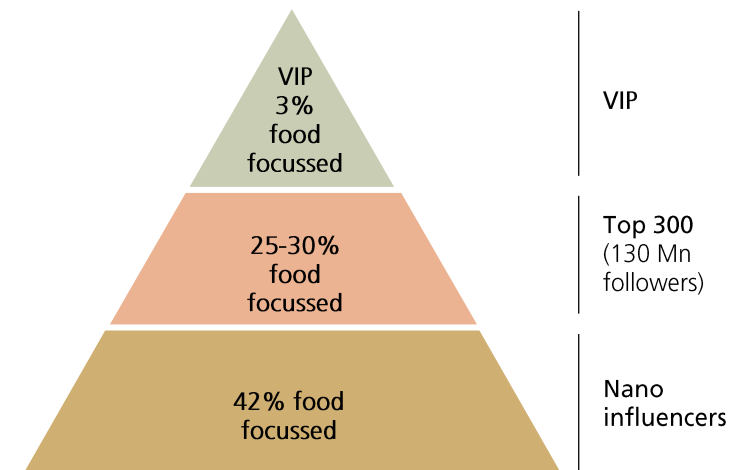 VIP
3%
food
focussed
VIP
25-30%
food
focussed
Top 300
(130 Mn
followers)
42% food
focussed
Nano
influencers